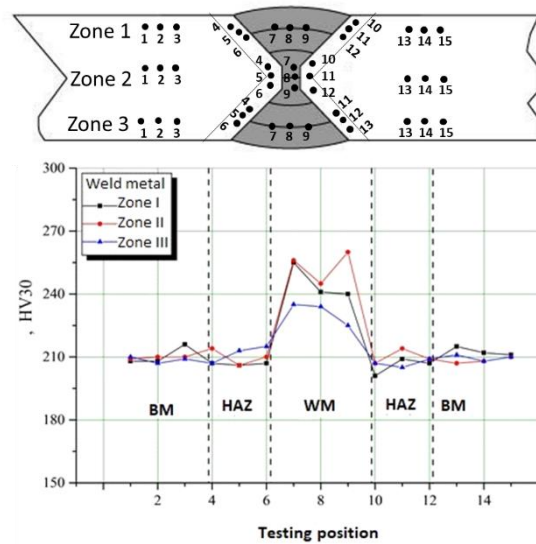 Zone 1
1 2 3
4
5
6
7 8 9
10
11
12
13 14 15
Zone 2
1 2 3
4
5
6
7
8
9
10
11
12
13 14 15
Zone 3
1 2 3
4
5
6
7 8 9
11
12
13
13 14 15
300
270
240
210
180
150
, HV30
Weld metal
Zone I
Zone II
Zone III
BM
HAZ
WM
HAZ
BM
2 4 6 8 10 12 14
Testing position